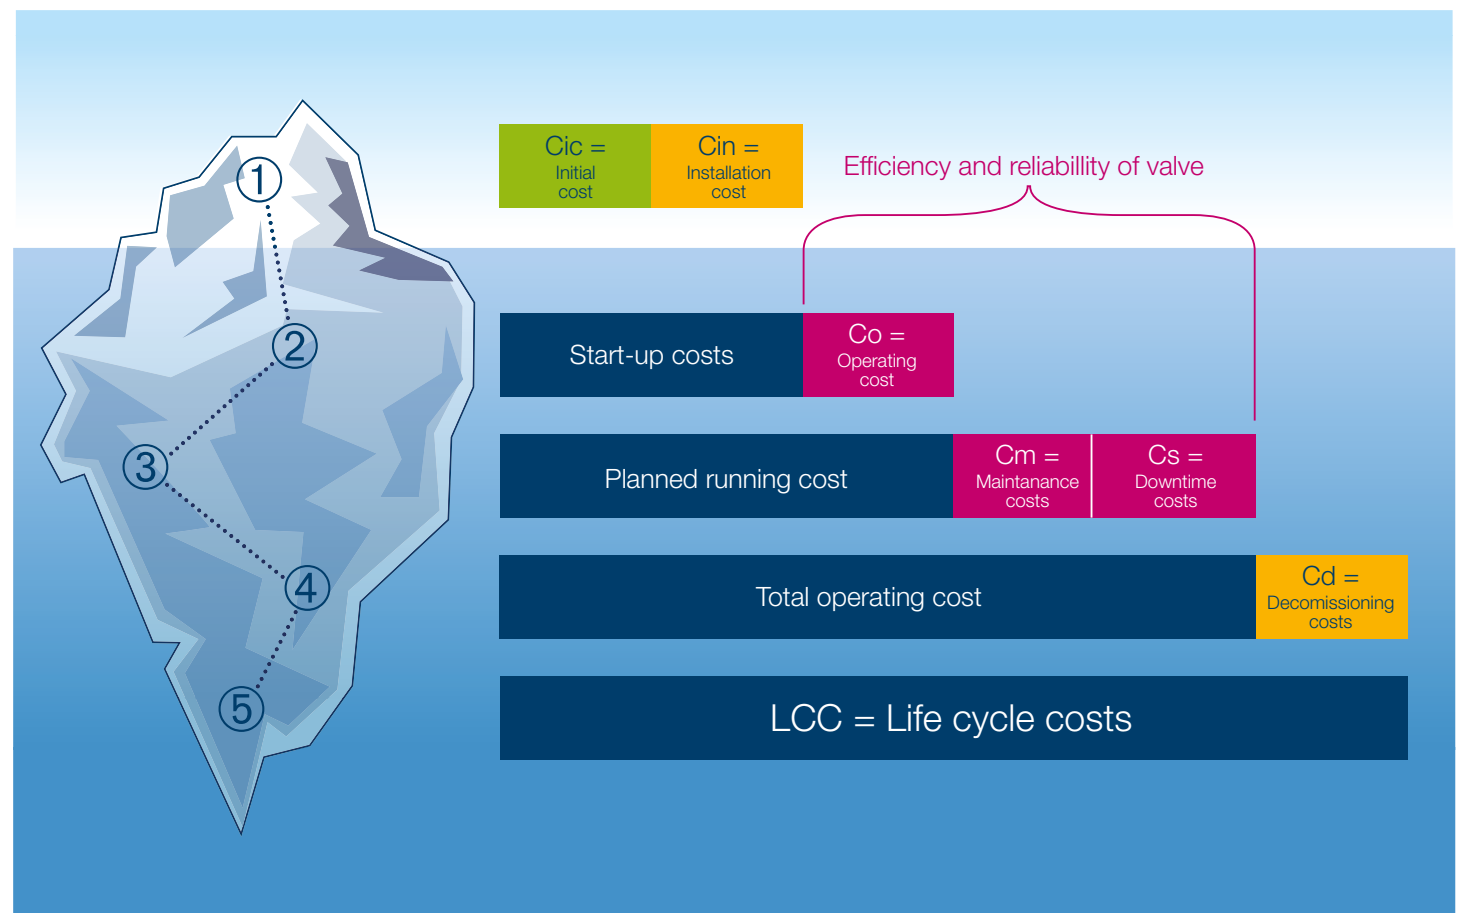 ①
Cic =
Initial
cost
Cin =
Installation
cost
Efficiency and reliabillity of valve
②
Start-up costs
Co =
Operating
cost
③
Planned running cost
Cm =
Maintanance
costs
Cs =
Downtime
costs
④
Total operating cost
Cd =
Decomissioning
costs
⑤
LCC = Life cycle costs